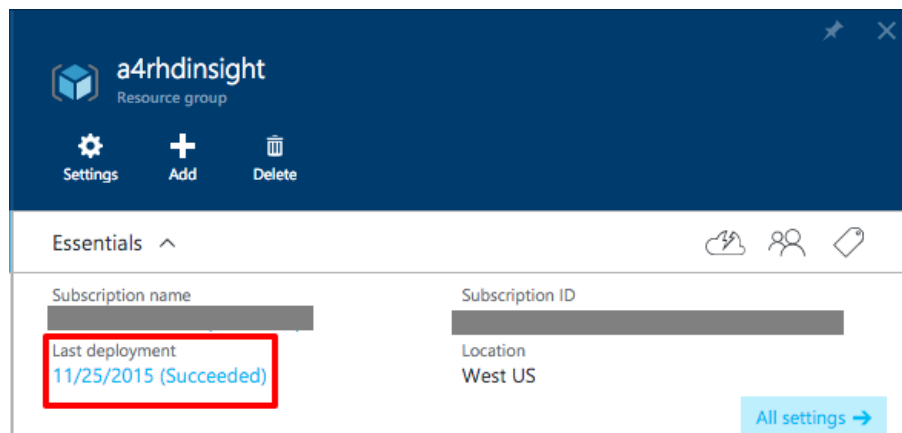 a4rhdinsight
Resource group
Settings Add Delete
Essentials
Subscription name Subscription ID
Last deployment Location
11/25/2015 (Succeeded) West US
All settings